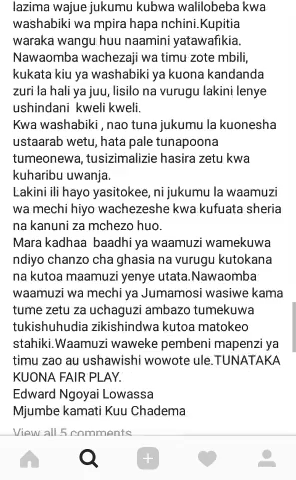 lazima wajue jukumu kubwa walilobeba kwa
washabiki wa mpira hapa nchini.Kupitia
waraka wangu huu naamini yatawafikia.
Nawaomba wachezaji wa timu zote mbili,
kukata kiu ya washabiki ya kuona kandanda
zuri la hali ya juu, lisilo na vurugu lakini lenye
ushindani  kweli kweli.
Kwa washabiki , nao tuna jukumu la kuonesha
ustaarab wetu, hata pale tunapoona
tumeonewa, tusizimalizie hasira zetu kwa
kuharibu uwanja.
Lakini ili hayo yasitokee, ni jukumu la waamuzi
wa mechi hiyo wachezeshe kwa kufuata sheria
na kanuni za mchezo huo.
Mara kadhaa  baadhi ya waamuzi wamekuwa
ndiyo chanzo cha ghasia na vurugu kutokana
na kutoa maamuzi yenye utata.Nawaomba
waamuzi wa mechi ya Jumamosi wasiwe kama
tume zetu za uchaguzi ambazo tumekuwa
tukishuhudia zikishindwa kutoa matokeo
stahiki.Waamuzi waweke pembeni mapenzi ya
timu zao au ushawishi wowote ule.TUNATAKA
KUONA FAIR PLAY.
Edward Ngoyai Lowassa
Mjumbe kamati Kuu Chadema
View all 5 comments